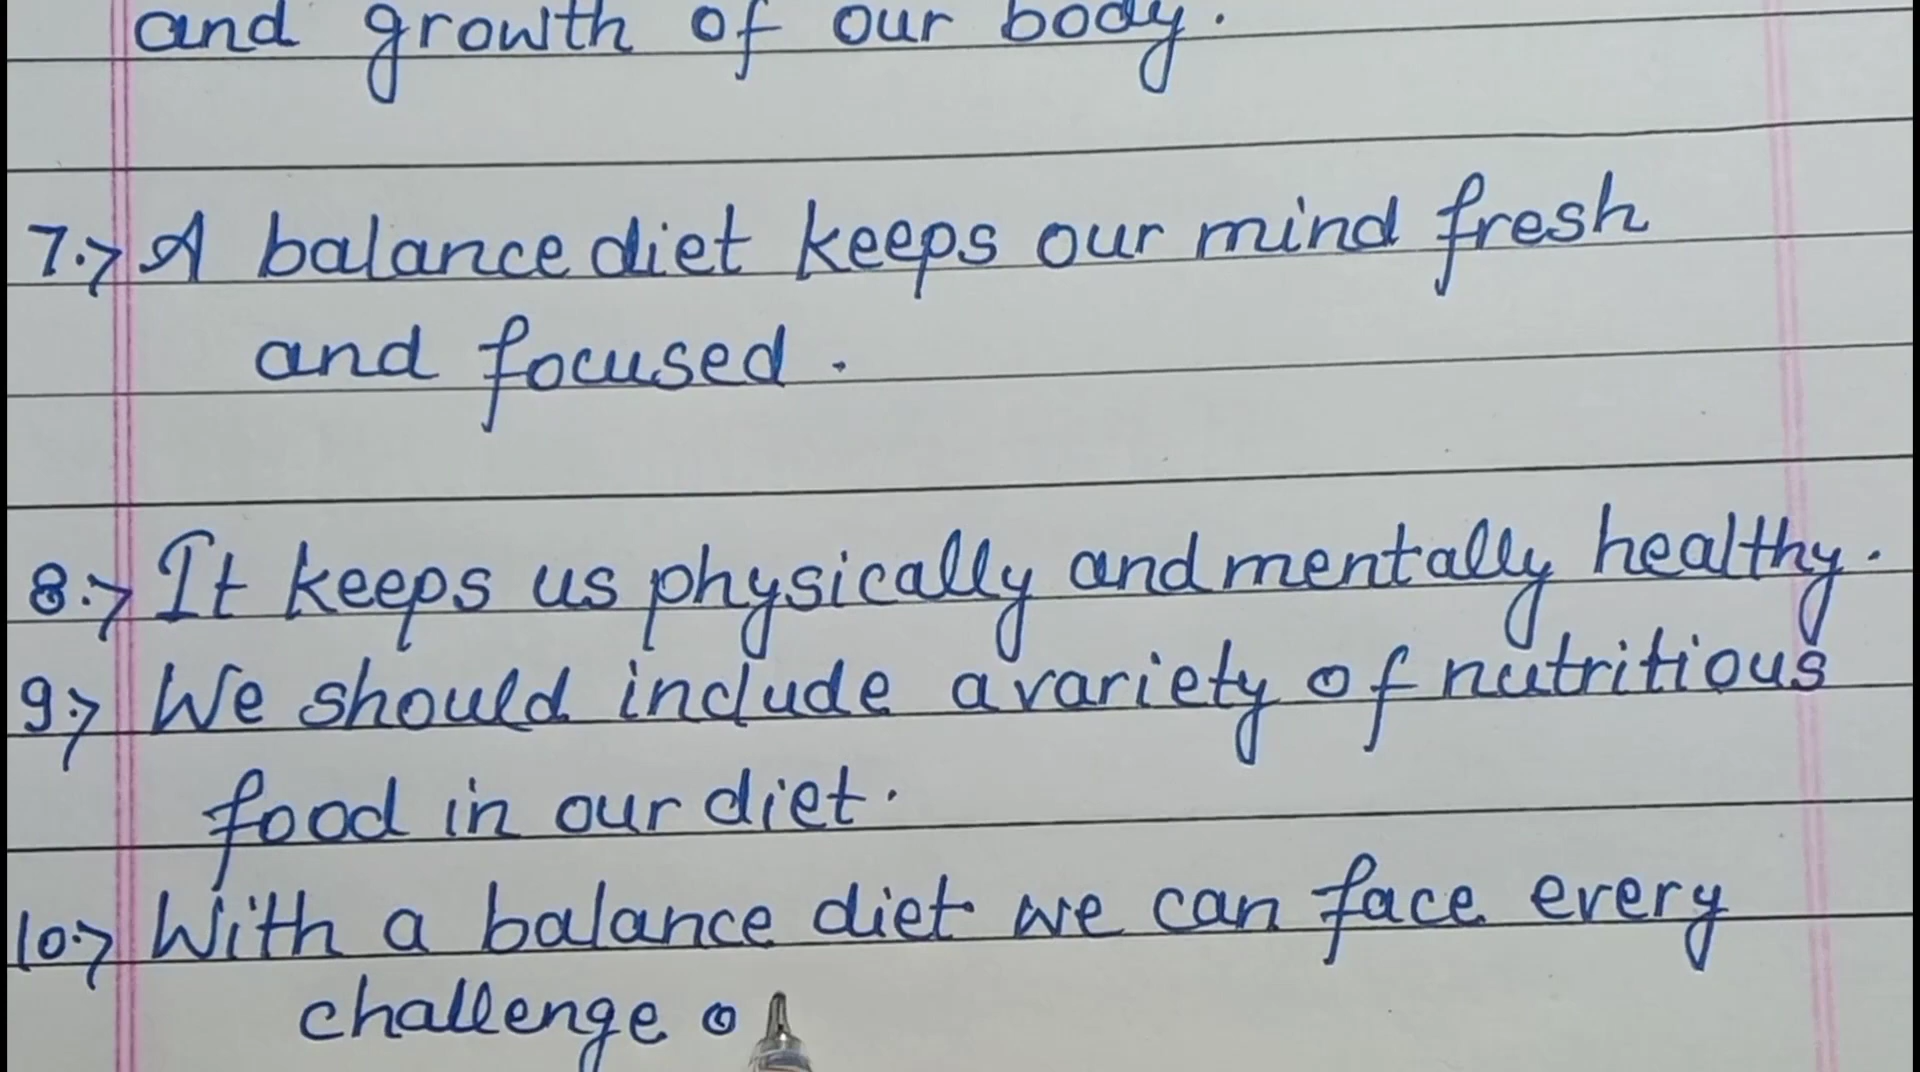 and growth of our body.
7.> A balance diet keeps our mind fresh
and focused.
8.> It keeps us physically and mentally healthy.
9.> We should include a variety of nutritious
food in our diet.
10.> With a balance diet we can face every
challenge o